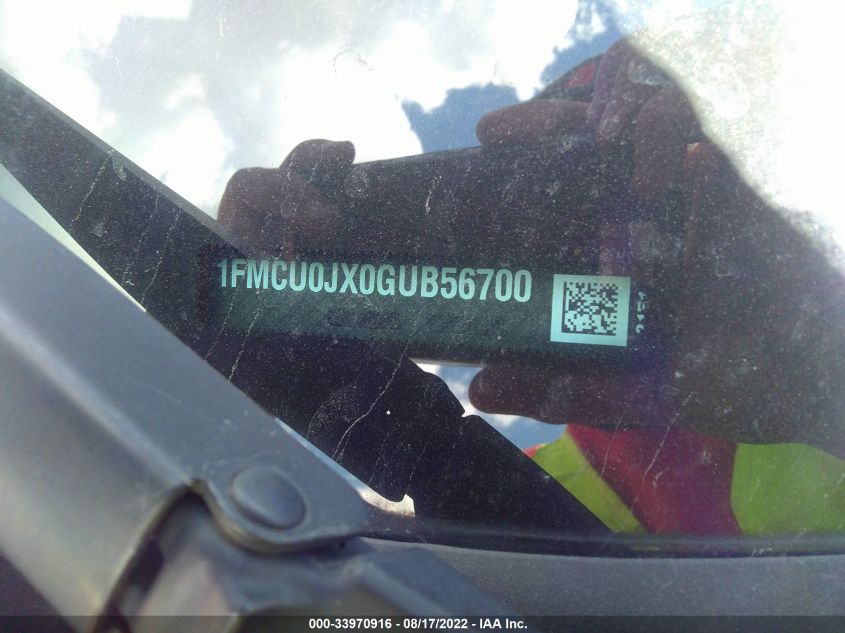 1FMCU0JX0GUB56700
000-33970916 - 08/17/2022 - IAA Inc.